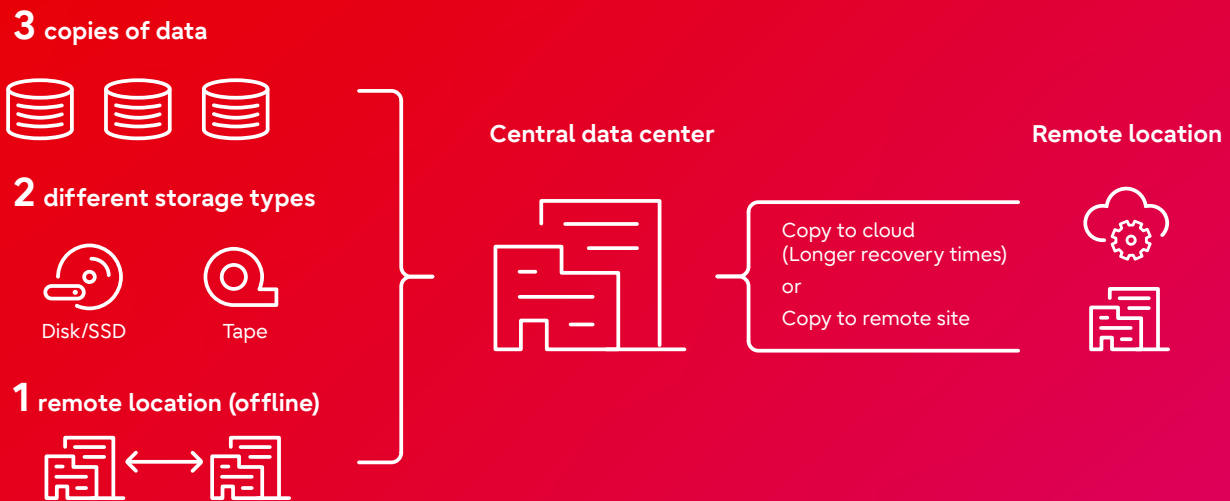 3 copies of data
2 different storage types
Disk/SSD
Tape
1 remote location (offline)
Central data center
Copy to cloud
(Longer recovery times)
or
Copy to remote site
Remote location